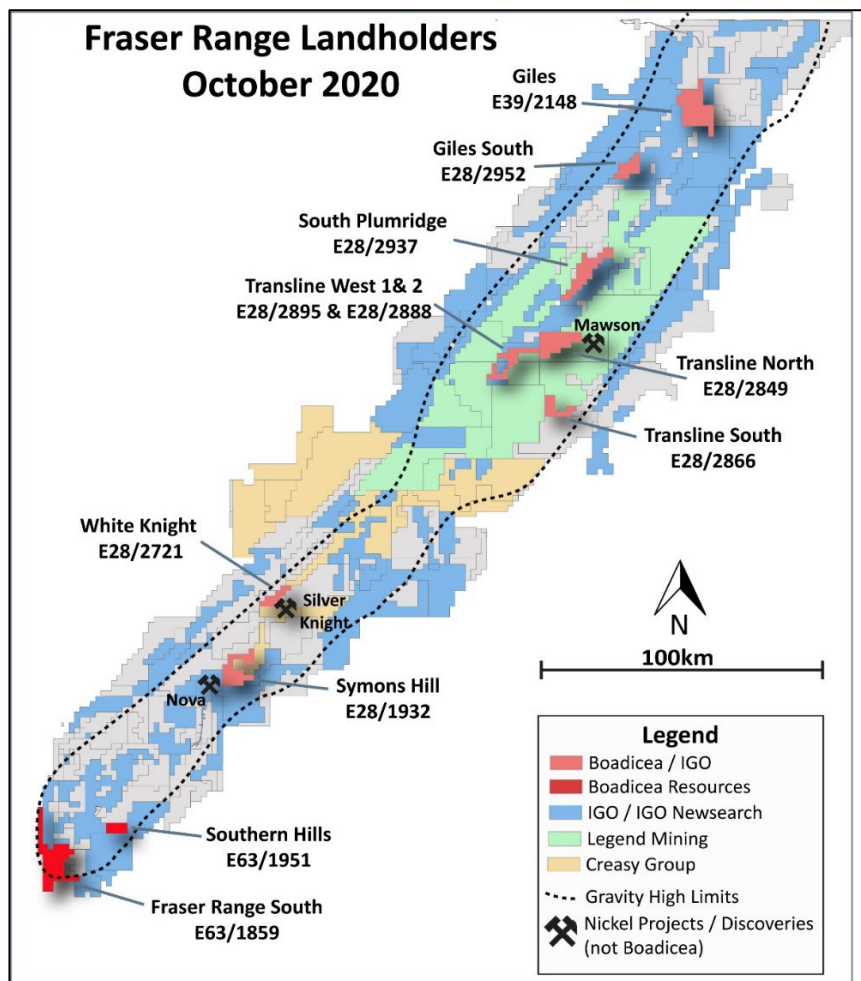 Fraser Range Landholders
October 2020
Giles
E39/2148
Giles South
E28/2952
South Plumridge
E28/2937
Transline West 1& 2
E28/2895 & E28/2888
Mawson
Transline North
E28/2849
Transline South
E28/2866
White Knight
E28/2721
Silver
Knight
Nova
Symons Hill
E28/1932
Southern Hills
E63/1951
Fraser Range South
E63/1859
N
100km
Legend
Boadicea / IGO
Boadicea Resources
IGO / IGO Newsearch
Legend Mining
Creasy Group
Gravity High Limits
Nickel Projects / Discoveries
(not Boadicea)